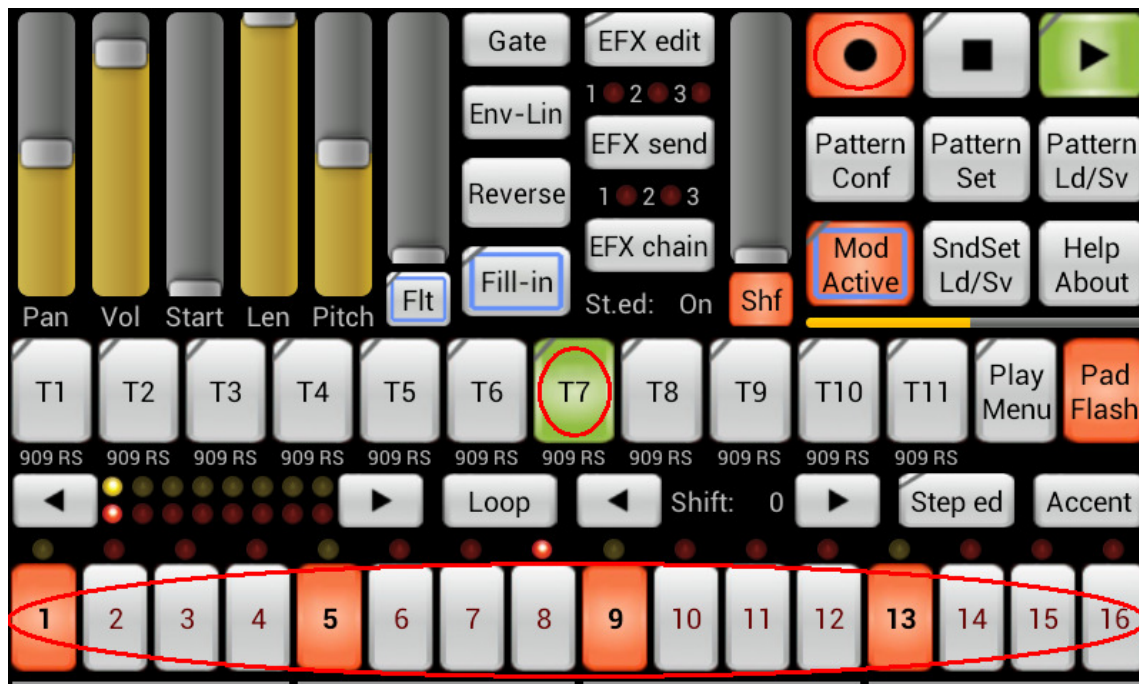 Gate
EFX edit
1 2 3
Env-Lin
EFX send
Pattern Conf
Pattern Set
Pattern Ld/Sv
Reverse
1 2 3
EFX chain
Mod Active
SndSet Ld/Sv
Help About
Fill-in
Flt
St.ed: On
Shf
Pan Vol Start Len Pitch
T1 T2 T3 T4 T5 T6 T7 T8 T9 T10 T11
Play Menu
Pad Flash
909 RS 909 RS 909 RS 909 RS 909 RS 909 RS 909 RS 909 RS 909 RS 909 RS 909 RS
Loop Shift: 0 Step ed Accent
1 2 3 4 5 6 7 8 9 10 11 12 13 14 15 16